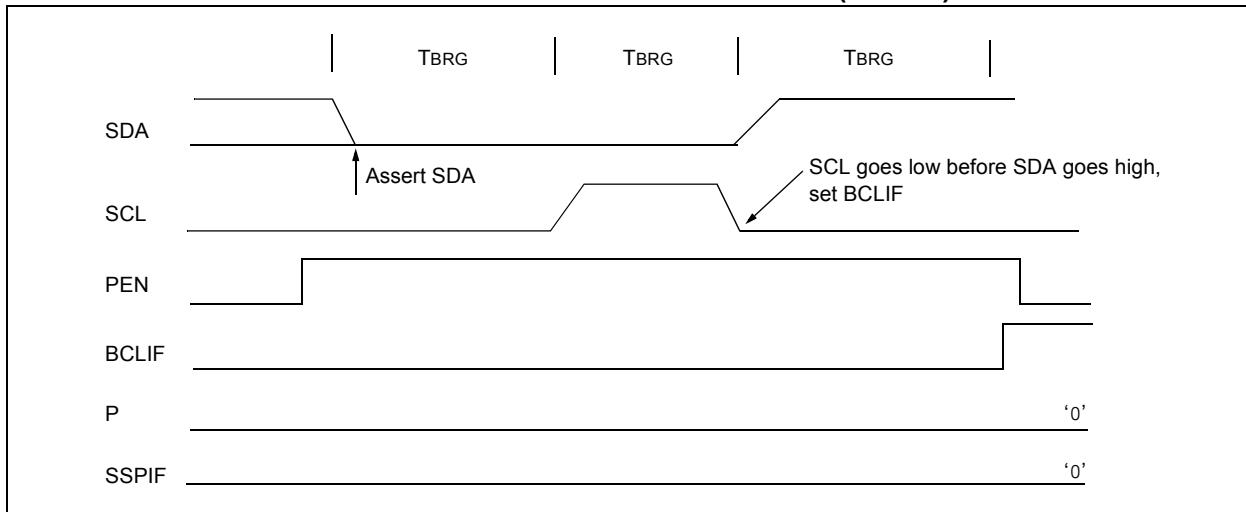 TBRG TBRG TBRG
SDA
Assert SDA
SCL goes low before SDA goes high,
set BCLIF
SCL
PEN
BCLIF
P
‘0’
SSPIF
‘0’